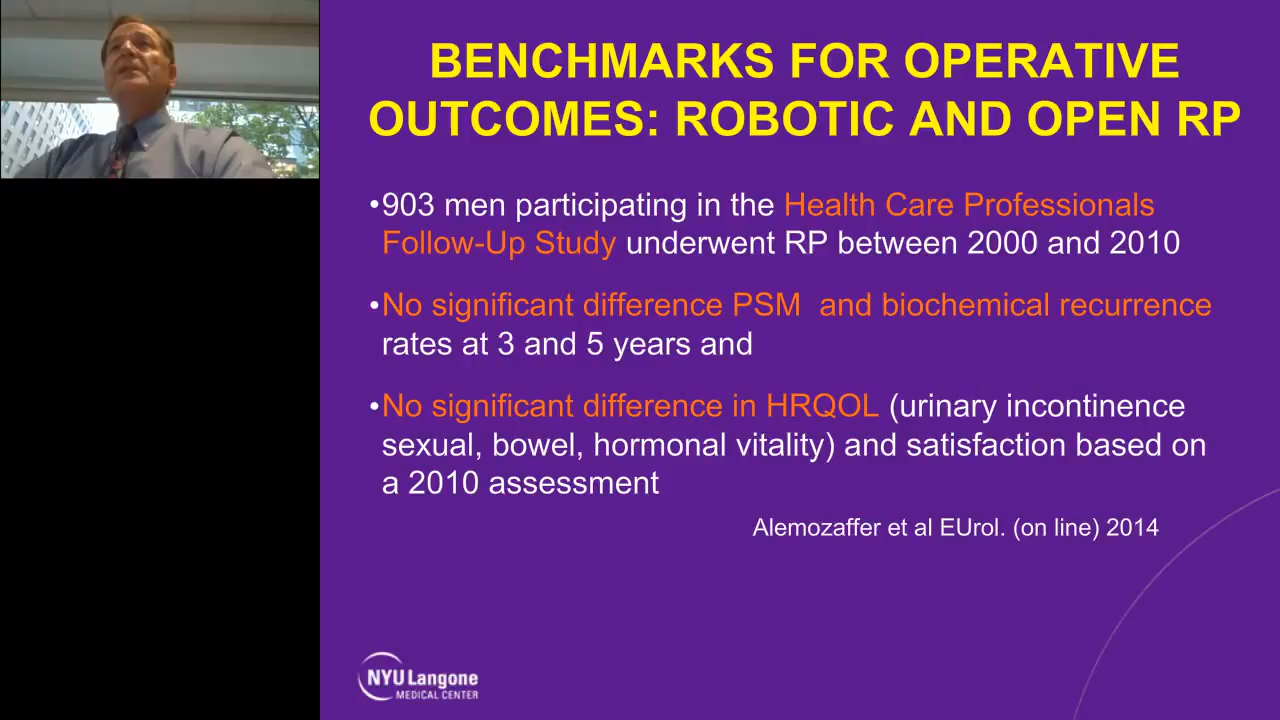 BENCHMARKS FOR OPERATIVE
OUTCOMES: ROBOTIC AND OPEN RP
•903 men participating in the Health Care Professionals
Follow-Up Study underwent RP between 2000 and 2010
•No significant difference PSM and biochemical recurrence
rates at 3 and 5 years and
•No significant difference in HRQOL (urinary incontinence
sexual, bowel, hormonal vitality) and satisfaction based on
a 2010 assessment
Alemozaffer et al EUrol. (on line) 2014
NYU Langone
MEDICAL CENTER